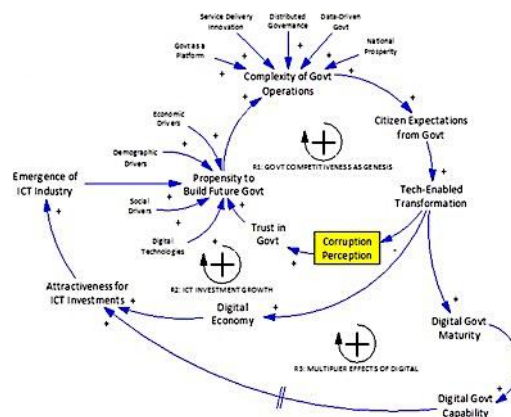 Service Delivery
Innovation
Distributed
Governance
Data-Driven
Govt
Govt as a
Platform
National
Prosperity
Complexity of Govt
Operations
Economic
Drivers
Citizen Expectations
from Govt
Demographic
Drivers
R1: GOVT COMPETITIVENESS AS GENESIS
Emergence of
ICT Industry
Propensity to
Build Future Govt
Tech-Enabled
Transformation
Social
Drivers
Trust in
Govt
Corruption
Perception
Digital
Technologies
R2: ICT INVESTMENT GROWTH
Attractiveness for
ICT Investments
Digital
Economy
Digital Govt
Maturity
R3: MULTIPLIER EFFECTS OF DIGITAL
Digital Govt
Capability